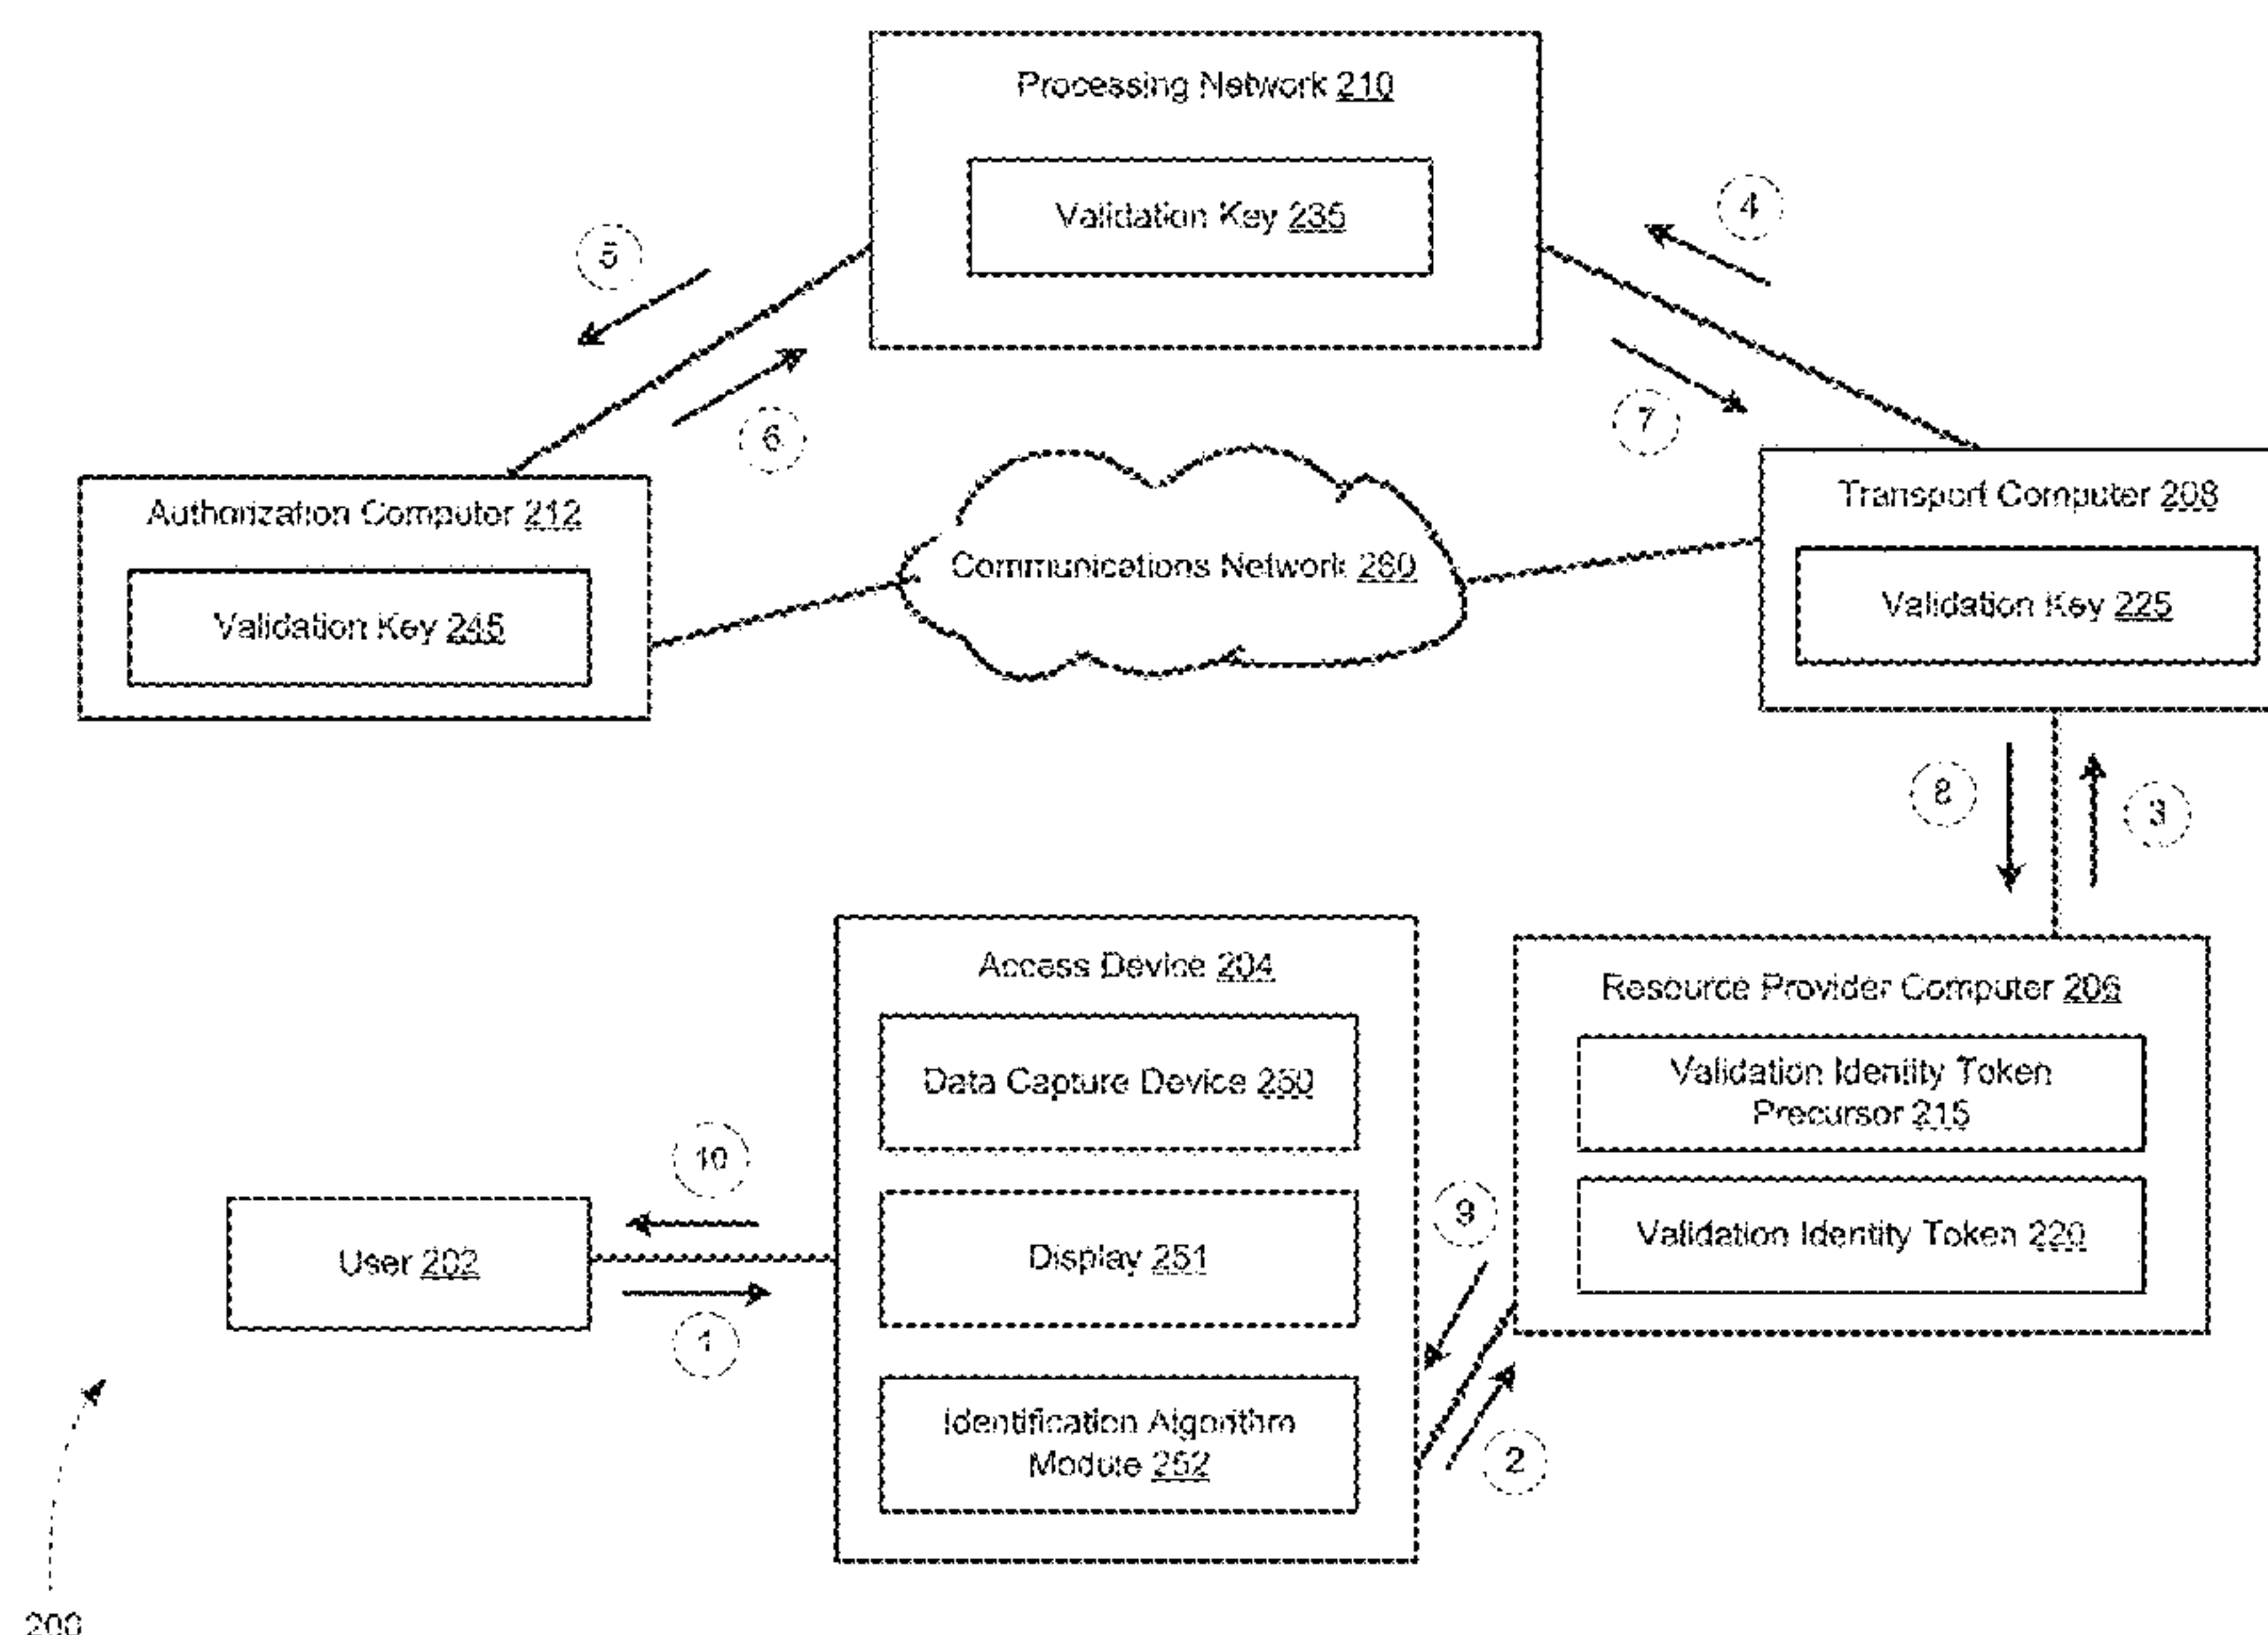 Processing Network 210
Validation Key 235
4
5
6
7
Authorization Computer 212
Validation Key 245
Communications Network 260
Transport Computer 208
Validation Key 225
8
3
Access Device 204
Data Capture Device 250
Display 251
Identification Algorithm
Module 252
Resource Provider Computer 206
Validation Identity Token
Precursor 215
Validation Identity Token 220
10
User 202
1
9
2
200